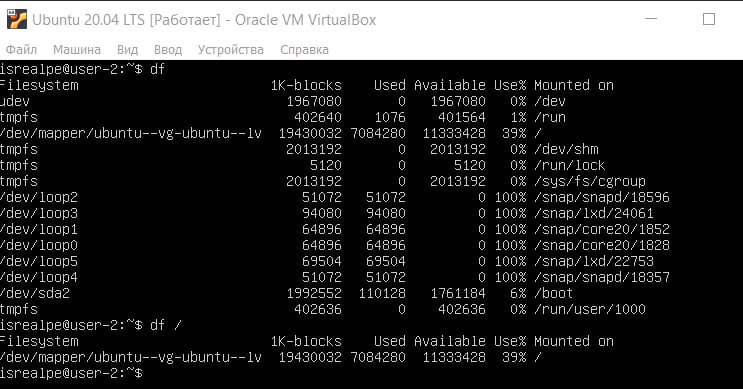 Ubuntu 20.04 LTS [Работает] - Oracle VM VirtualBox
Файл Машина Вид Ввод Устройства Справка
isrealpe@user-2:~$ df
Filesystem 1K-blocks Used Available Use% Mounted on
udev 1967080 0 1967080 0% /dev
tmpfs 402640 1076 401564 1% /run
/dev/mapper/ubuntu--vg-ubuntu--lv 19430032 7084280 11333428 39% /
tmpfs 2013192 0 2013192 0% /dev/shm
tmpfs 5120 0 5120 0% /run/lock
tmpfs 2013192 0 2013192 0% /sys/fs/cgroup
/dev/loop2 51072 51072 0 100% /snap/snapd/18596
/dev/loop3 94080 94080 0 100% /snap/lxd/24061
/dev/loop1 64896 64896 0 100% /snap/core20/1852
/dev/loop0 64896 64896 0 100% /snap/core20/1828
/dev/loop5 69504 69504 0 100% /snap/lxd/22753
/dev/loop4 51072 51072 0 100% /snap/snapd/18357
/dev/sda2 1992552 110128 1761184 6% /boot
tmpfs 402636 0 402636 0% /run/user/1000
isrealpe@user-2:~$ df /
Filesystem 1K-blocks Used Available Use% Mounted on
/dev/mapper/ubuntu--vg-ubuntu--lv 19430032 7084280 11333428 39% /
isrealpe@user-2:~$